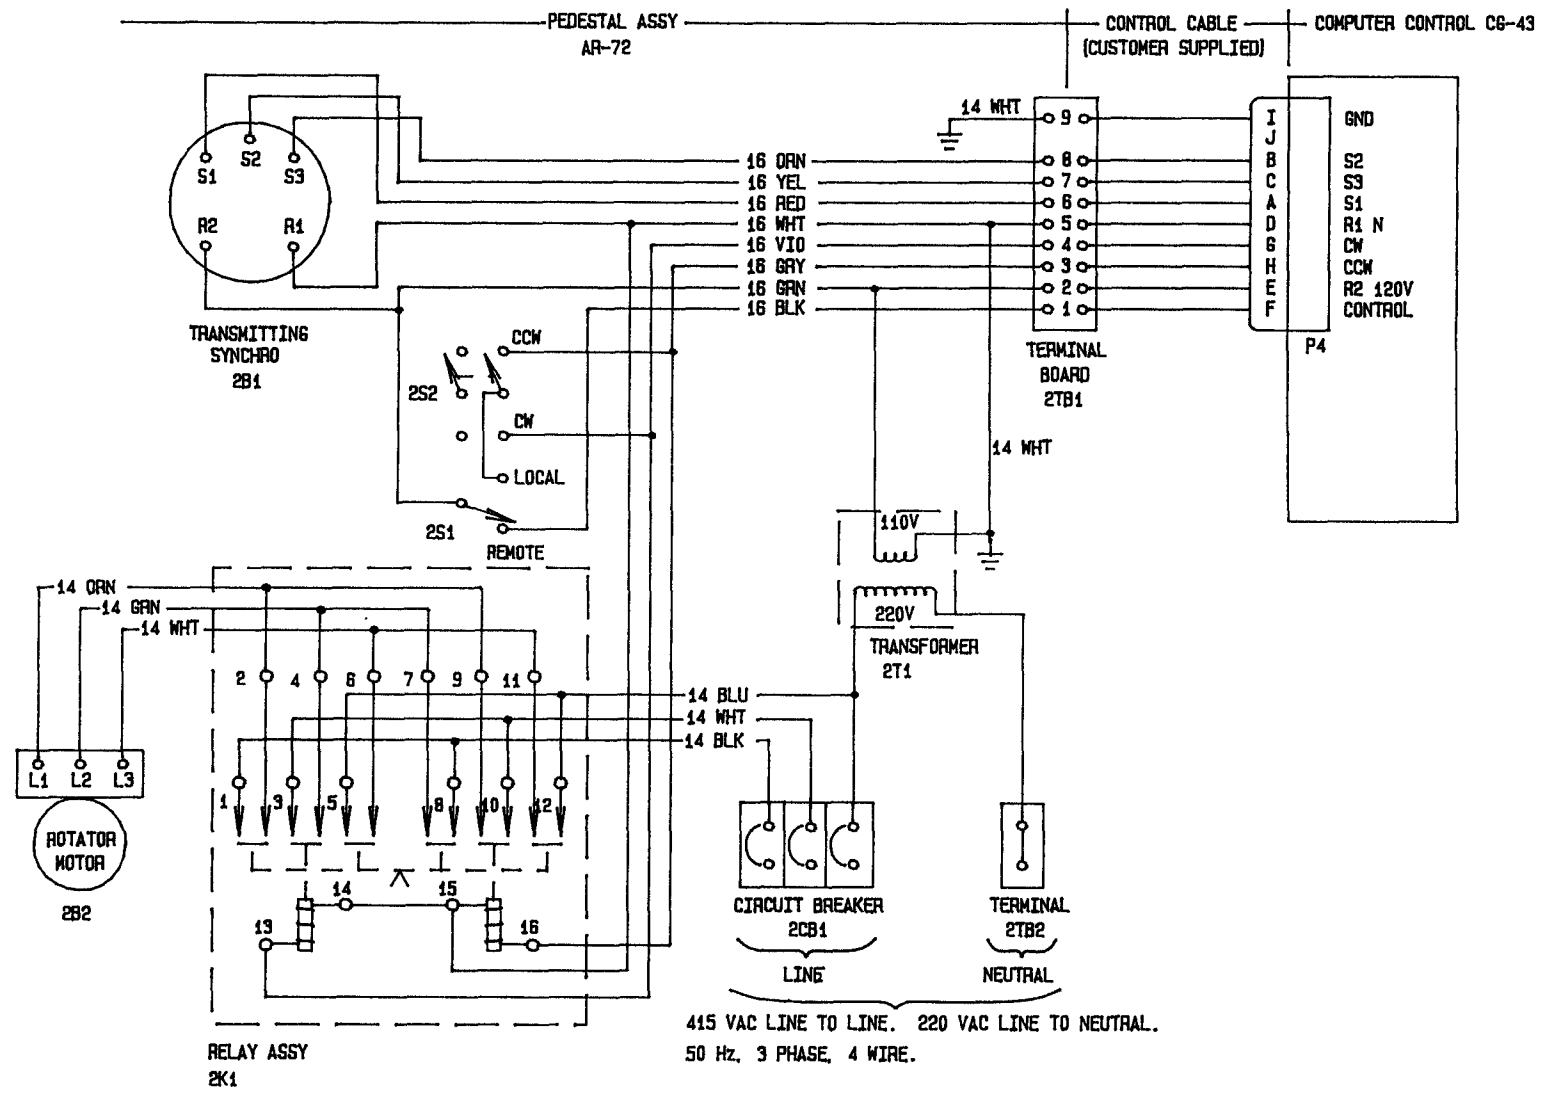 PEDESTAL ASSY
AR-72
CONTROL CABLE
(CUSTOMER SUPPLIED)
COMPUTER CONTROL CG-43
S1
S2
S3
R2
R1
TRANSMITTING
SYNCHRO
2B1
14 WHT
16 ORN
16 YEL
16 RED
16 WHT
16 VIO
16 GRY
16 GRN
16 BLK
9
8
7
6
5
4
3
2
1
TERMINAL
BOARD
2TB1
I
J
B
C
A
D
G
H
E
F
P4
GND
S2
S3
S1
R1 N
CW
CCW
R2 120V
CONTROL
CCW
2S2
CW
LOCAL
2S1
REMOTE
14 WHT
110V
220V
TRANSFORMER
2T1
14 ORN
14 GRN
14 WHT
2
4
6
7
9
11
14 BLU
14 WHT
14 BLK
L1 L2 L3
ROTATOR
MOTOR
2B2
1
3
5
8
10
12
13
14
15
16
RELAY ASSY
2K1
CIRCUIT BREAKER
2CB1
LINE
TERMINAL
2TB2
NEUTRAL
415 VAC LINE TO LINE. 220 VAC LINE TO NEUTRAL.
50 Hz, 3 PHASE, 4 WIRE.